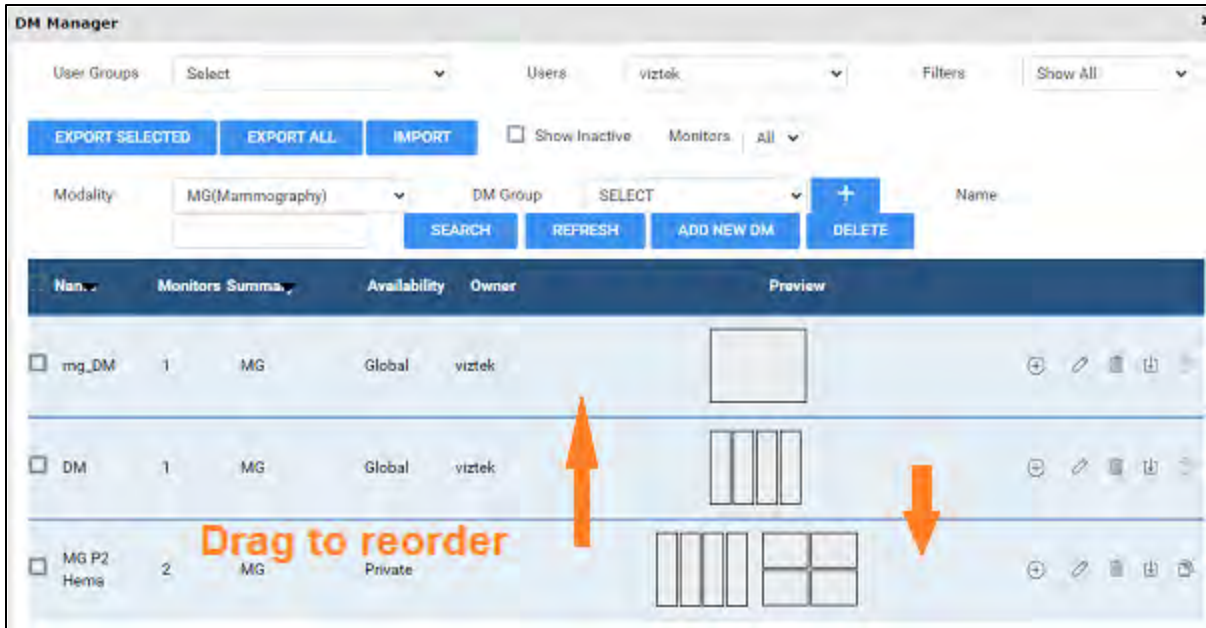 DM Manager
User Groups Select Users viztek Filters Show All
EXPORT SELECTED EXPORT ALL IMPORT Show Inactive Monitors All
Modality MG(Mammography) DM Group SELECT + Name
SEARCH REFRESH ADD NEW DM DELETE
Nan... Monitors Summa.. Availability Owner Preview
mg_DM 1 MG Global viztek
DM 1 MG Global viztek
Drag to reorder
MG P2
Hema 2 MG Private